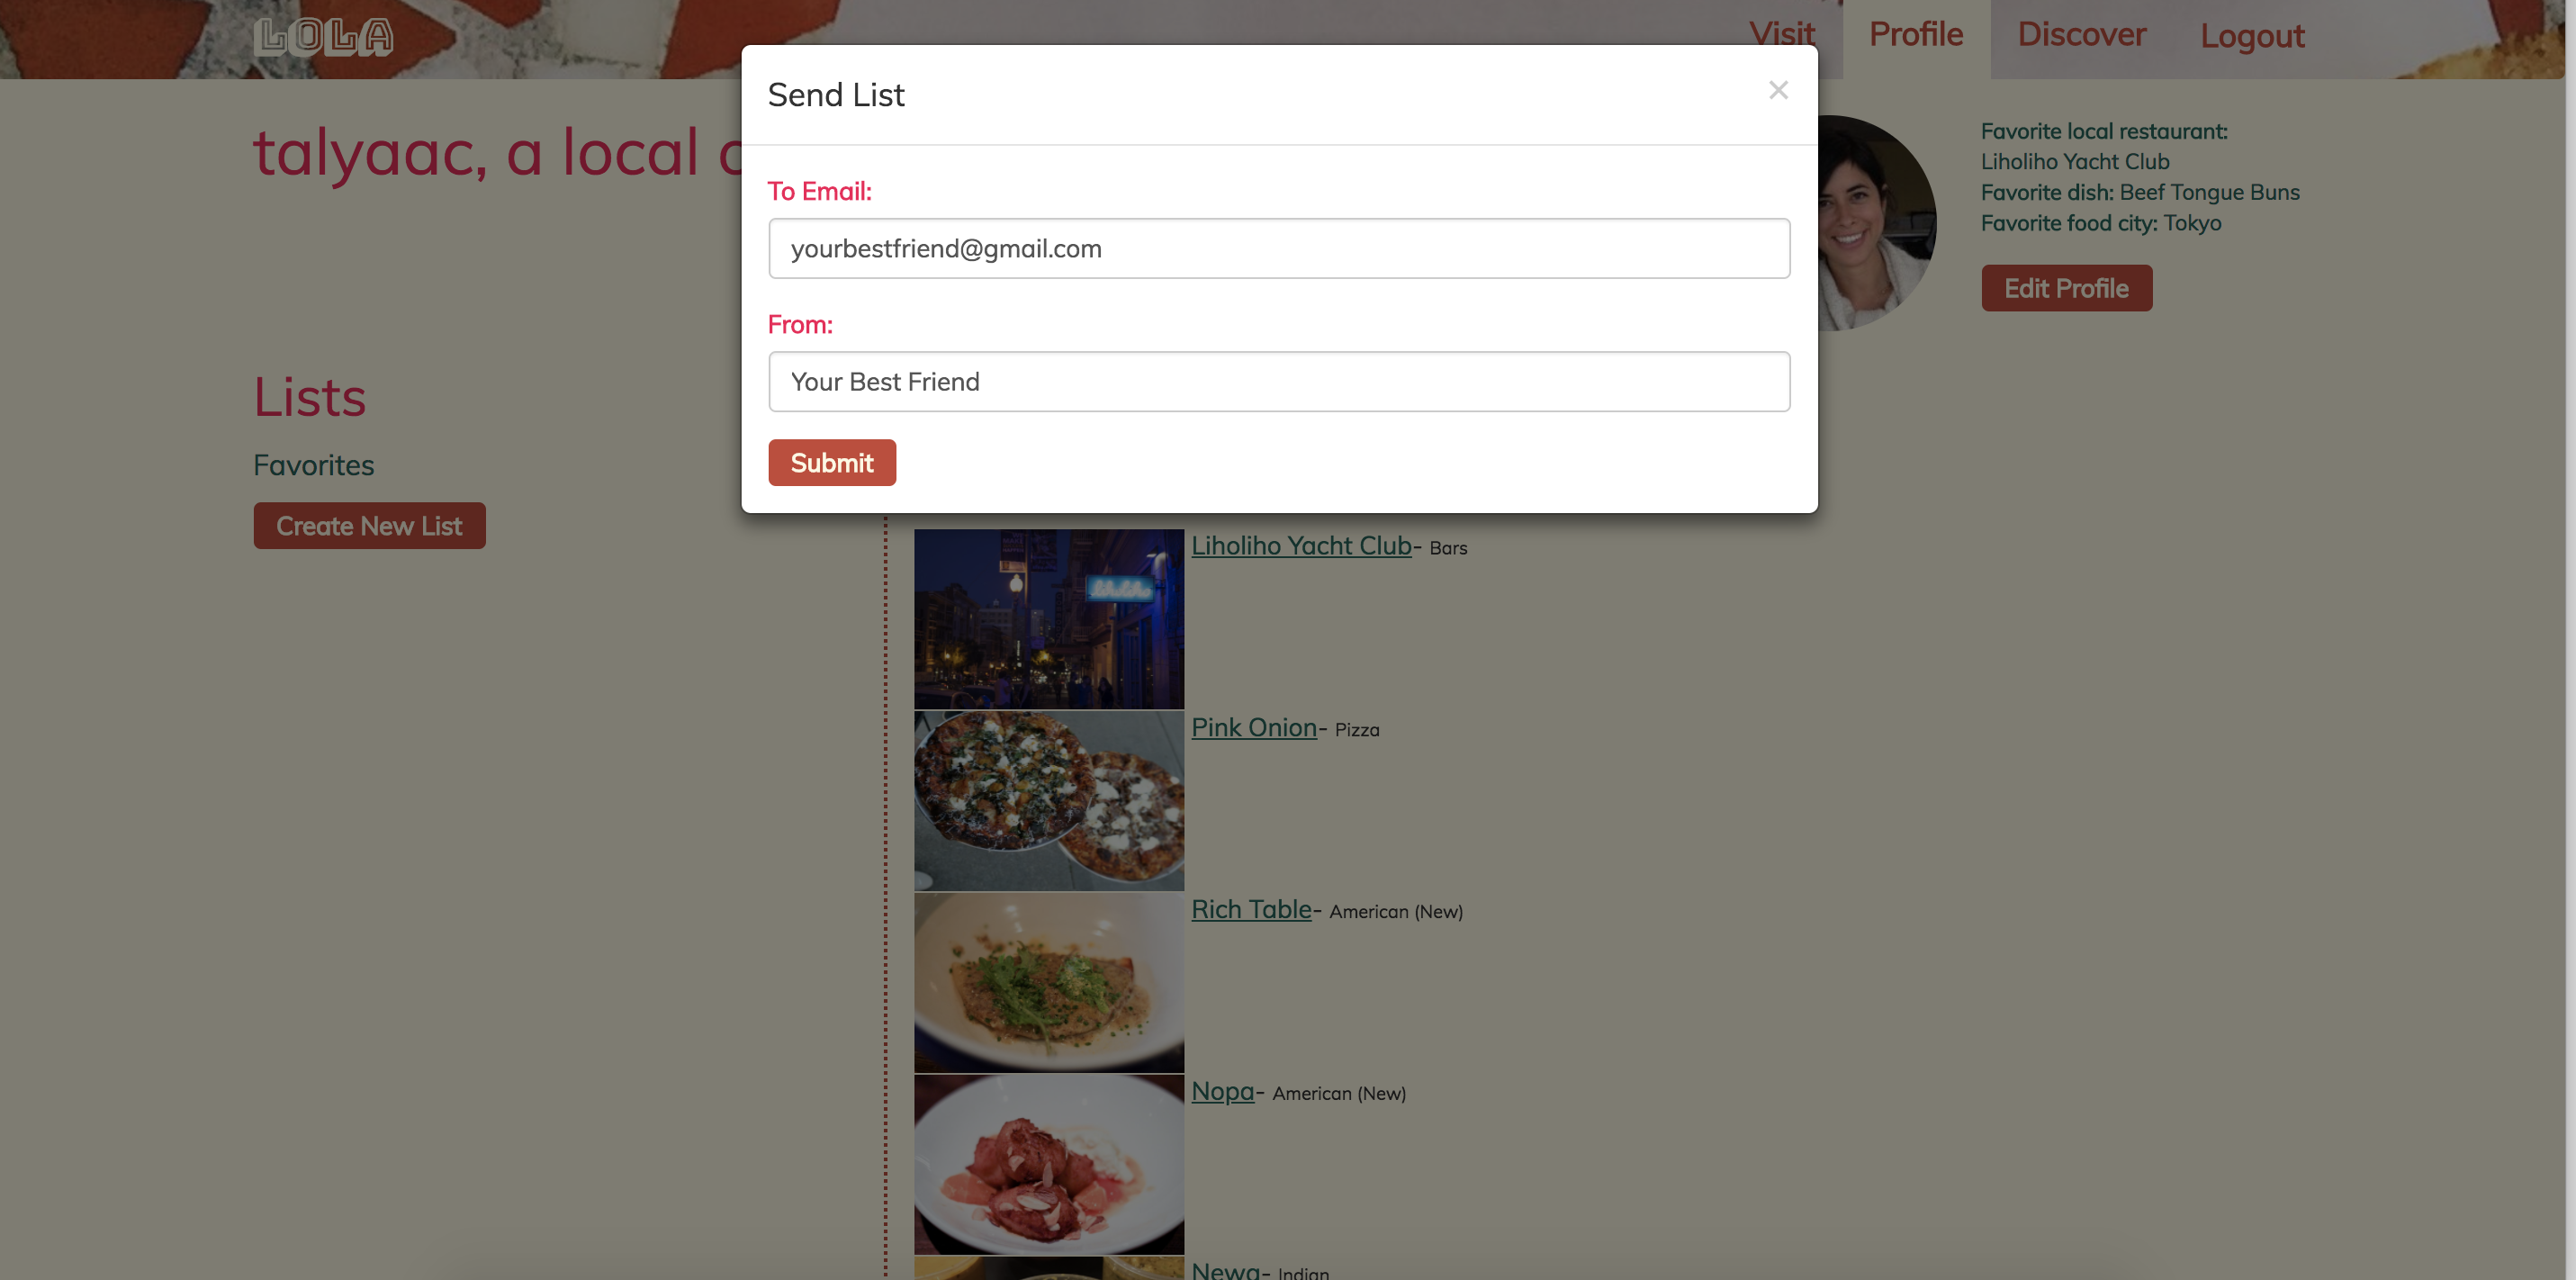 LOLA
Visit
Profile
Discover
Logout
Send List
×
To Email:
yourbestfriend@gmail.com
From:
Your Best Friend
Submit
talyaac, a local
Favorite local restaurant:
Liholiho Yacht Club
Favorite dish: Beef Tongue Buns
Favorite food city: Tokyo
Edit Profile
Lists
Favorites
Create New List
Liholiho Yacht Club- Bars
liholiho
Pink Onion- Pizza
Rich Table- American (New)
Nopa- American (New)
Newa- Indian